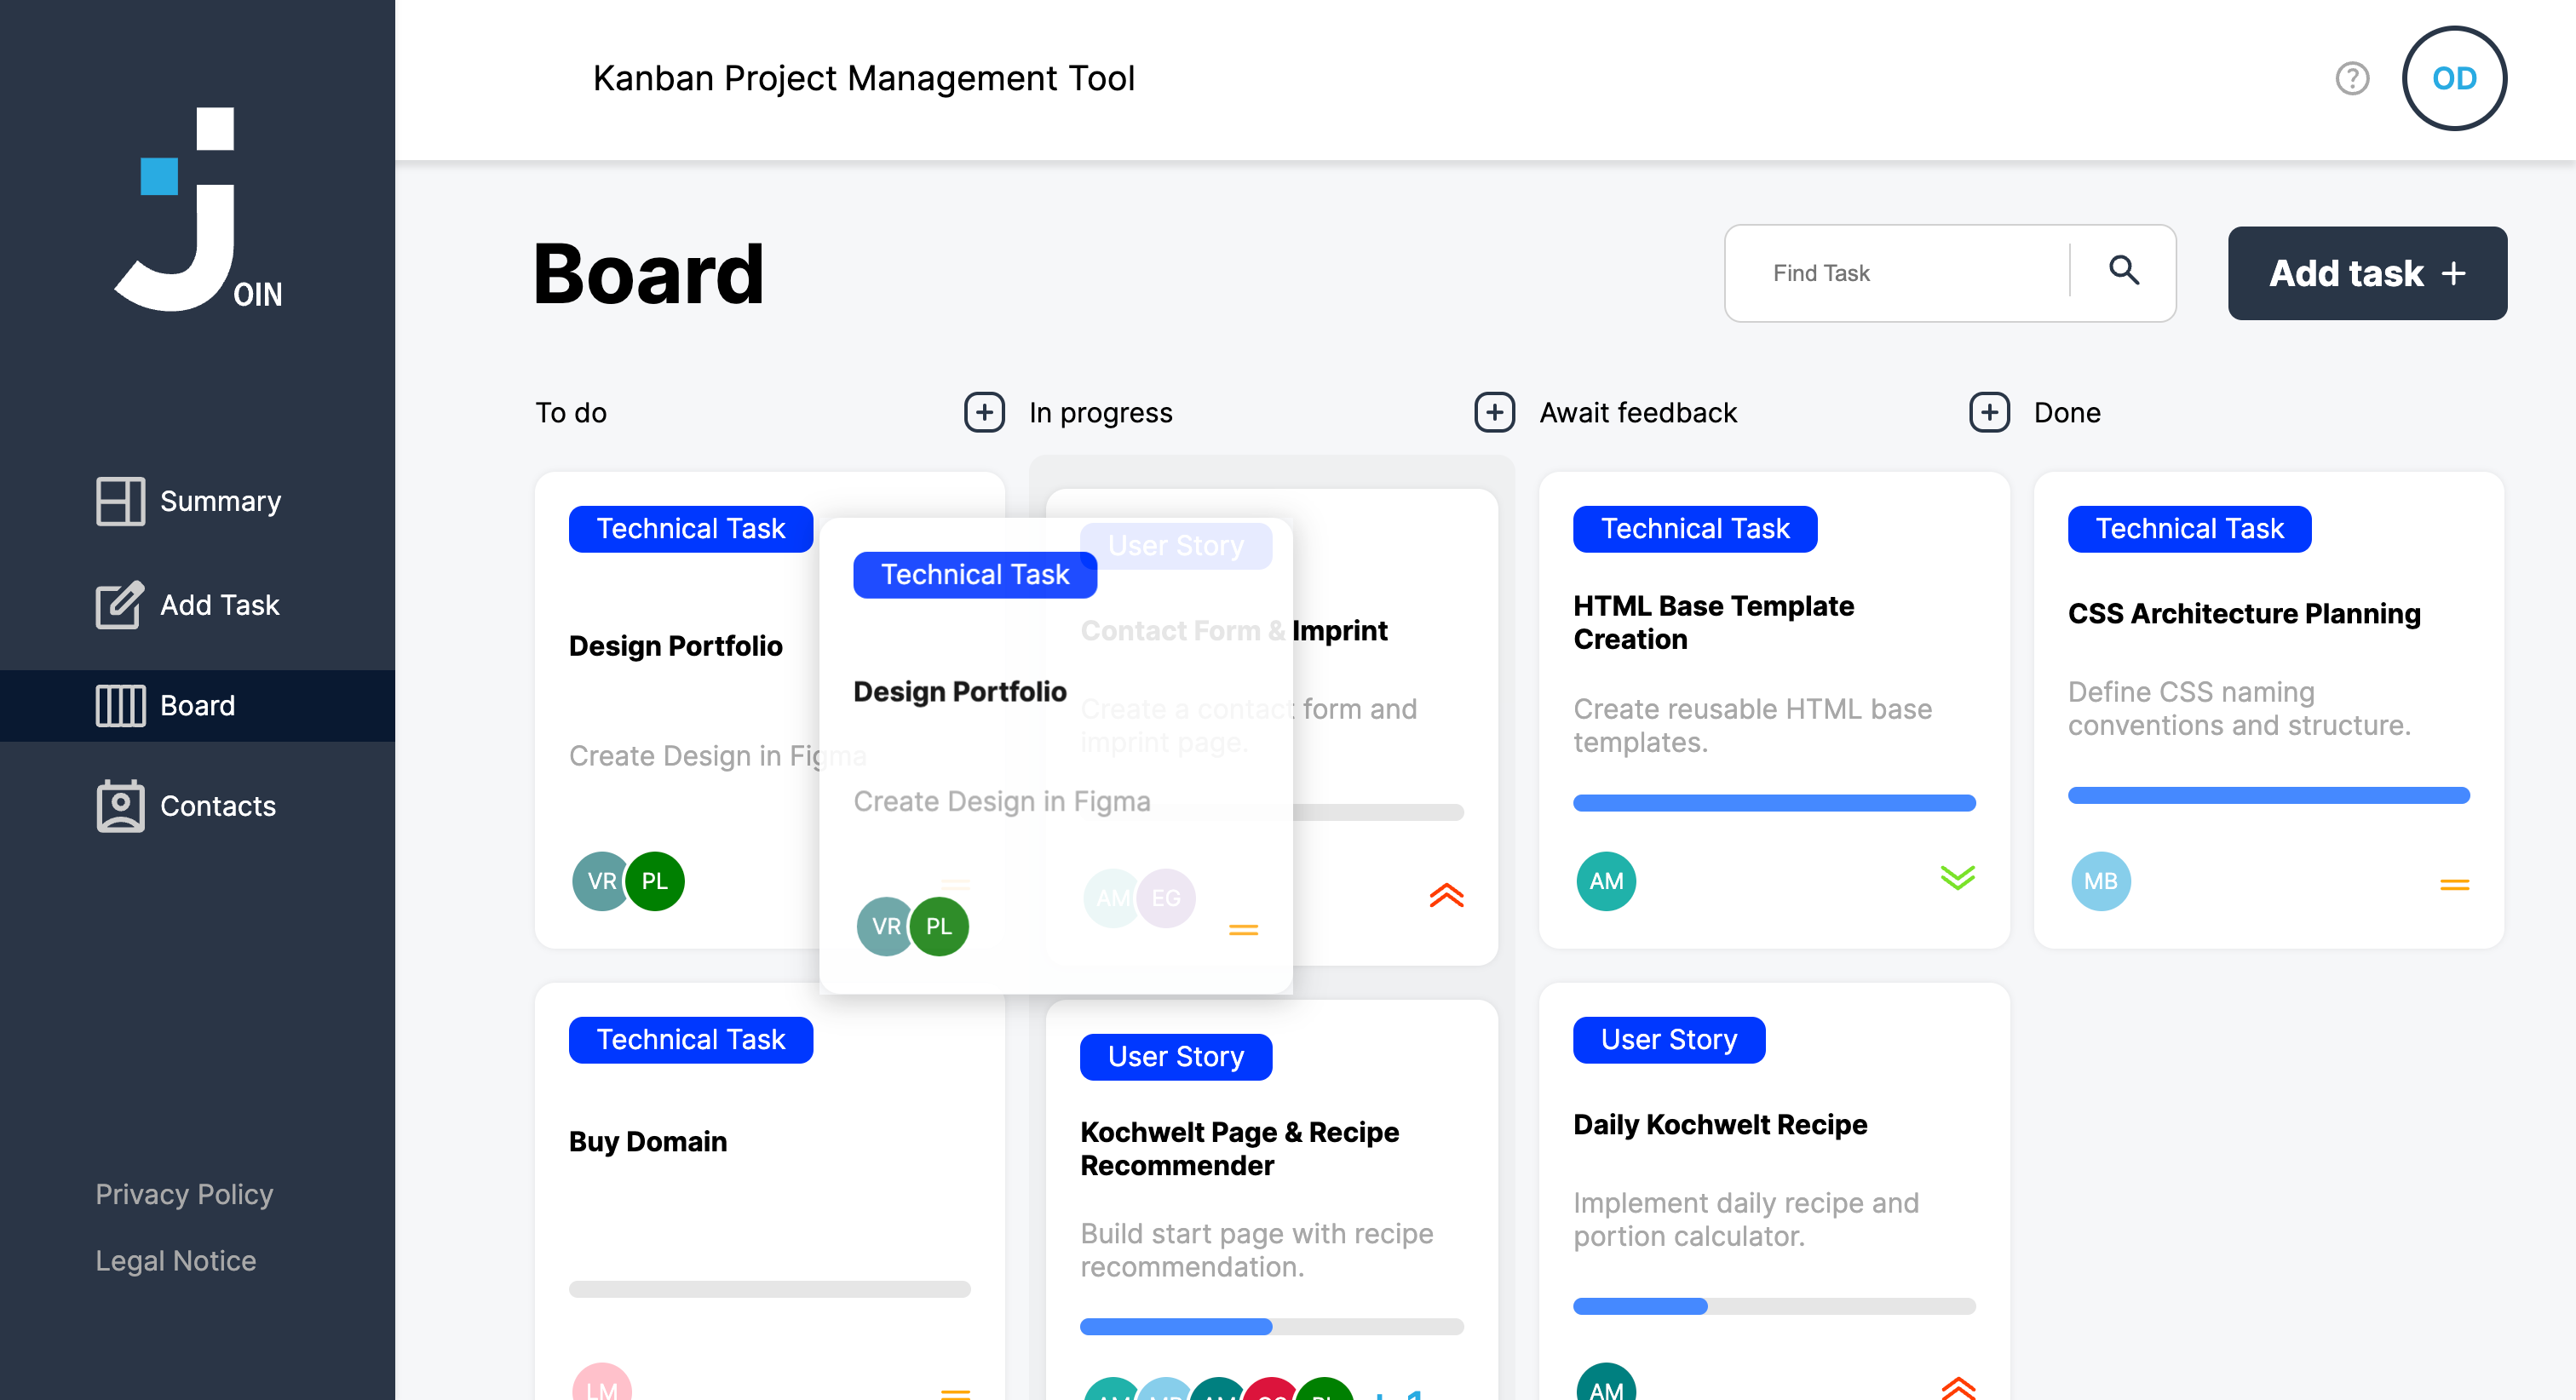 OIN
Summary
Add Task
Board
Contacts
Privacy Policy
Legal Notice
Kanban Project Management Tool
OD
Board
Find Task
Add task +
To do
In progress
Await feedback
Done
Technical Task
Design Portfolio
Create Design in Figma
VR PL
Technical Task
Design Portfolio
Create Design in Figma
VR PL
Technical Task
Buy Domain
LM
User Story
Contact Form & Imprint
Create a contact form and
imprint page.
AM EG
User Story
Kochwelt Page & Recipe
Recommender
Build start page with recipe
recommendation.
Technical Task
HTML Base Template
Creation
Create reusable HTML base
templates.
AM
User Story
Daily Kochwelt Recipe
Implement daily recipe and
portion calculator.
AM
Technical Task
CSS Architecture Planning
Define CSS naming
conventions and structure.
MB